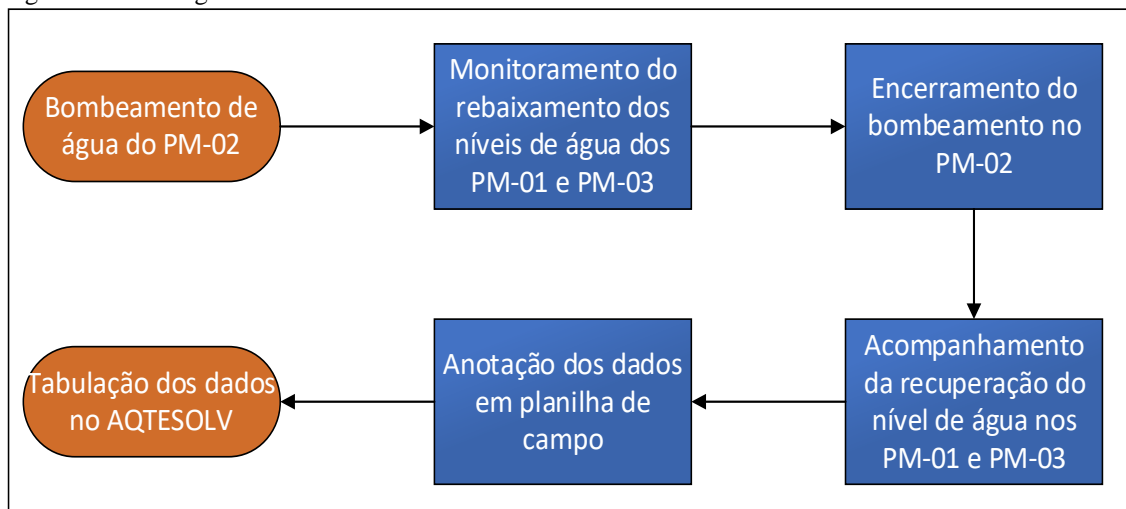 Bombeamento de
água do PM-02
Monitoramento do
rebaixamento dos
níveis de água dos
PM-01 e PM-03
Encerramento do
bombeamento no
PM-02
Acompanhamento
da recuperação do
nível de água nos
PM-01 e PM-03
Anotação dos dados
em planilha de
campo
Tabulação dos dados
no AQTESOLV